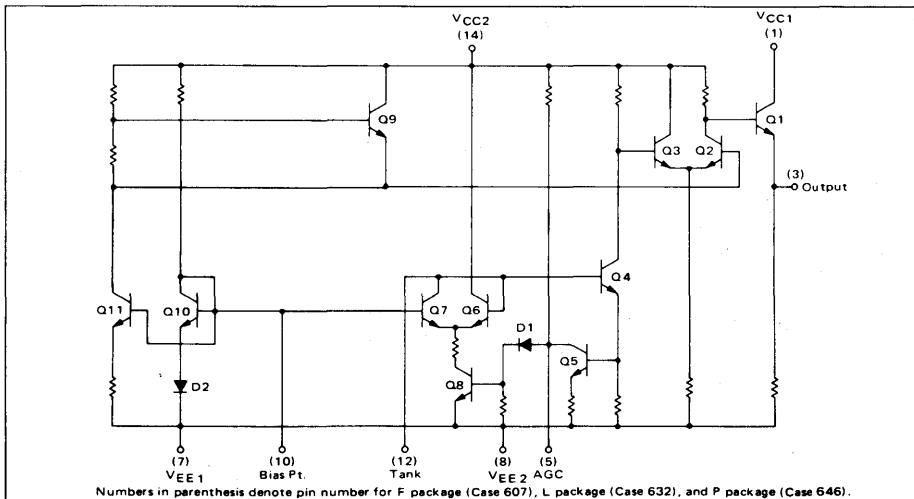 VCC2
(14)
VCC1
(1)
Q9
Q3
Q2
Q1
(3)
Output
Q4
Q11
Q10
Q7
Q6
D1
Q5
Q8
D2
(7)
VEE1
(10)
Bias Pt.
(12)
Tank
(8)
VEE2
(5)
AGC
Numbers in parenthesis denote pin number for F package (Case 607), L package (Case 632), and P package (Case 646).